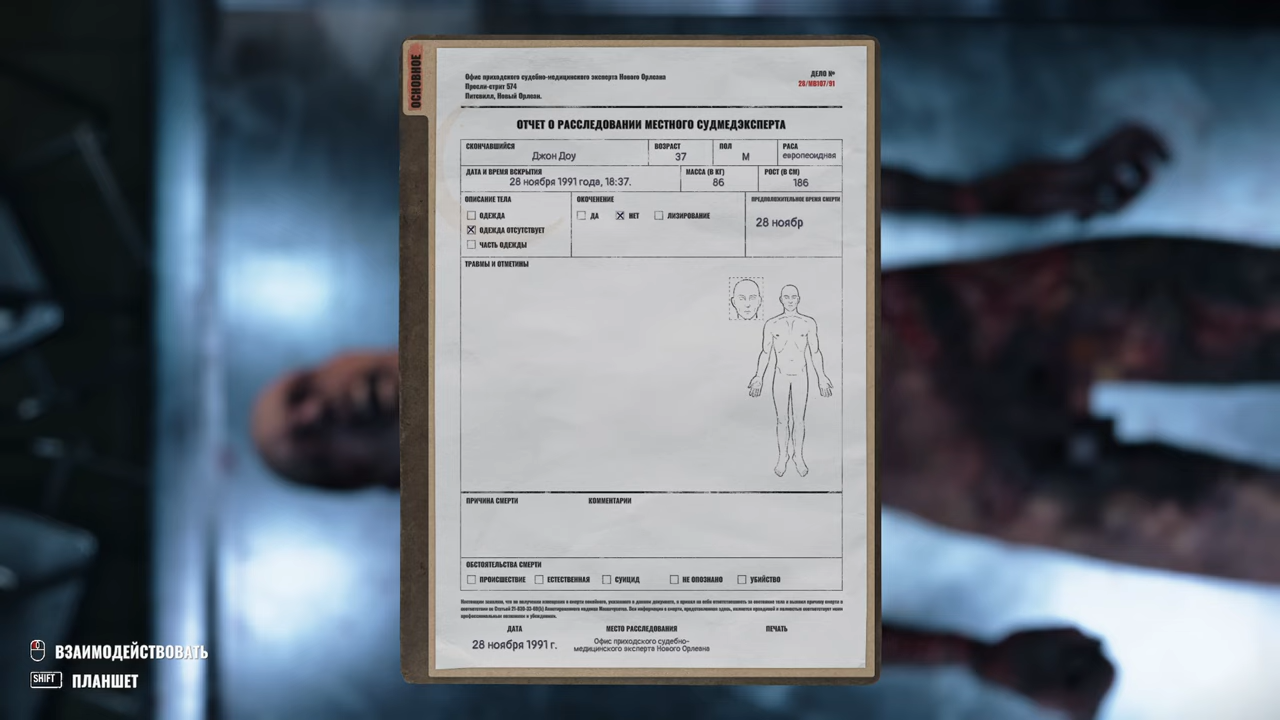 ОСНОВНОЕ
Офис приходского судебно-медицинского эксперта Нового Орлеана
Пресли-стрит 574
Питсвилл, Новый Орлеан.
ДЕЛО №
28/МВ107/91
ОТЧЕТ О РАССЛЕДОВАНИИ МЕСТНОГО СУДМЕДЭКСПЕРТА
СКОНЧАВШИЙСЯ ВОЗРАСТ ПОЛ РАСА
Джон Доу 37 М европеоидная
ДАТА И ВРЕМЯ ВСКРЫТИЯ МАССА (В КГ) РОСТ (В СМ)
28 ноября 1991 года, 18:37. 86 186
ОПИСАНИЕ ТЕЛА ОКОЧЕНЕНИЕ ПРЕДПОЛОЖИТЕЛЬНОЕ ВРЕМЯ СМЕРТИ
ОДЕЖДА ДА НЕТ ЛИЗИРОВАНИЕ
28 ноябр
ОДЕЖДА ОТСУТСТВУЕТ
ЧАСТЬ ОДЕЖДЫ
ТРАВМЫ И ОТМЕТИНЫ
ПРИЧИНА СМЕРТИ КОММЕНТАРИИ
ОБСТОЯТЕЛЬСТВА СМЕРТИ
ПРОИСШЕСТВИЕ ЕСТЕСТВЕННАЯ СУИЦИД НЕ ОПОЗНАНО УБИЙСТВО
ДАТА МЕСТО РАССЛЕДОВАНИЯ ПЕЧАТЬ
28 ноября 1991 г. Офис приходского судебно-
медицинского эксперта Нового Орлеана
ВЗАИМОДЕЙСТВОВАТЬ
SHIFT ПЛАНШЕТ